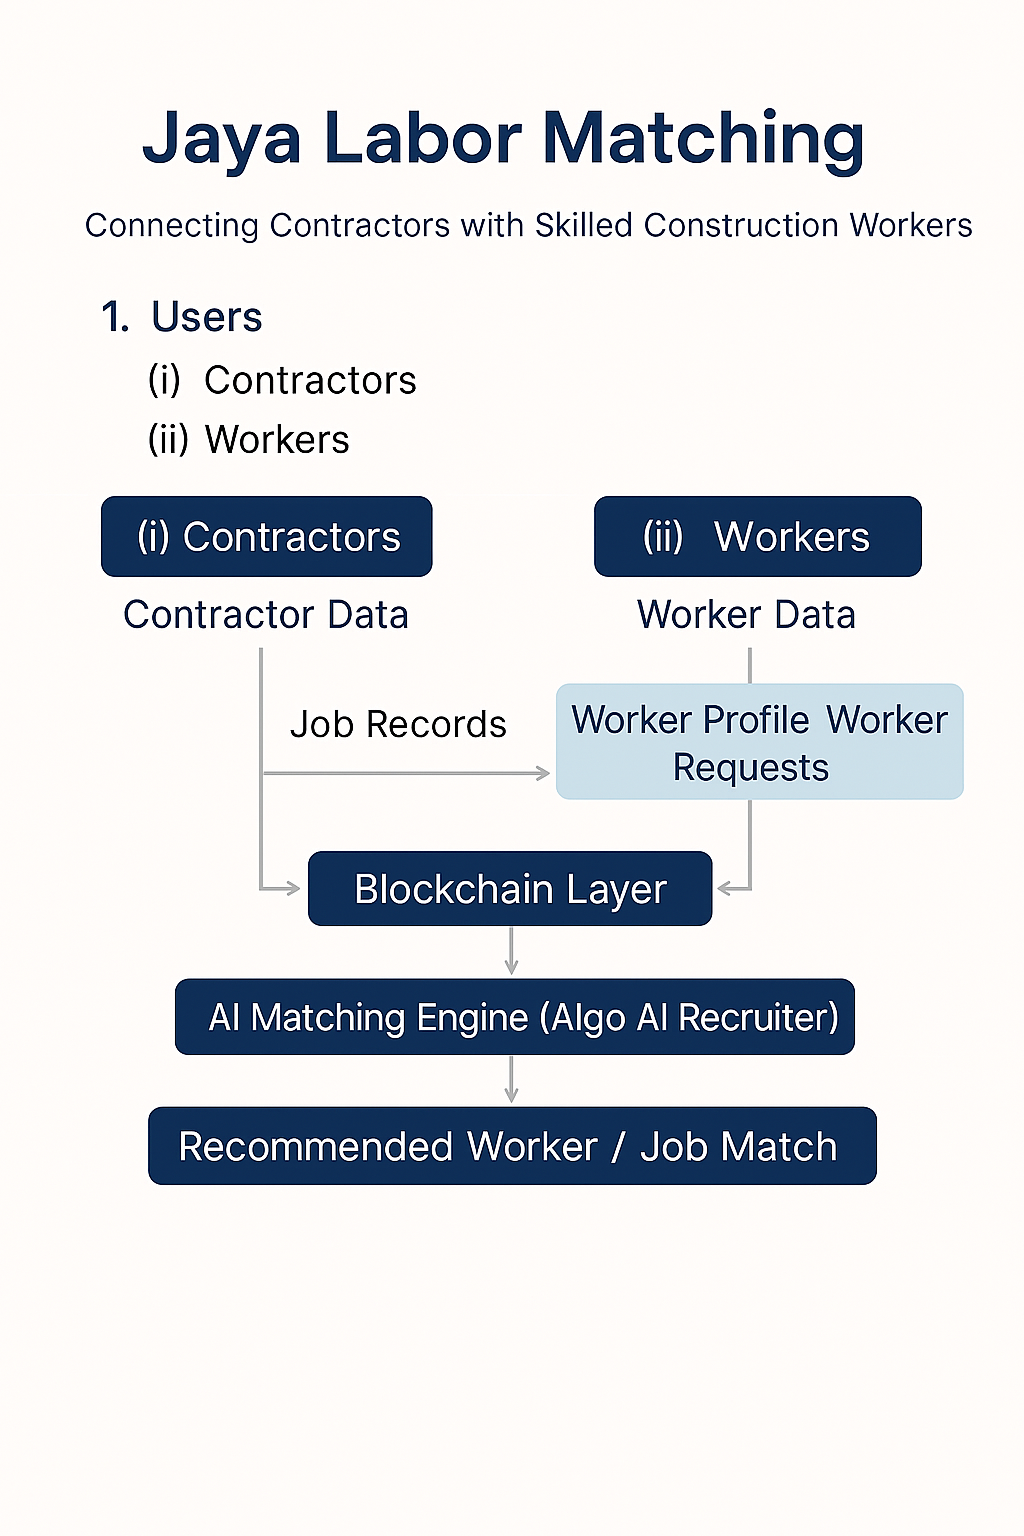 Jaya Labor Matching
Connecting Contractors with Skilled Construction Workers
1. Users
(i) Contractors
(ii) Workers
(i) Contractors
Contractor Data
(ii) Workers
Worker Data
Job Records
Worker Profile Worker
Requests
Blockchain Layer
AI Matching Engine (Algo AI Recruiter)
Recommended Worker / Job Match